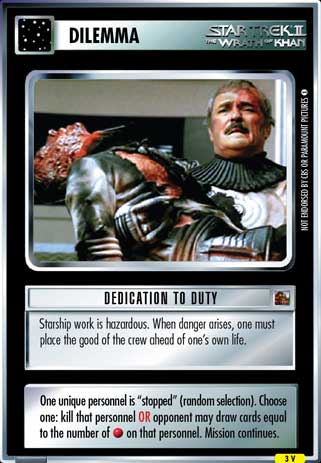 DILEMMA
STAR TREK II
THE WRATH OF KHAN
NOT ENDORSED BY CBS OR PARAMOUNT PICTURES
DEDICATION TO DUTY
Starship work is hazardous. When danger arises, one must
place the good of the crew ahead of one's own life.
One unique personnel is "stopped" (random selection). Choose
one: kill that personnel OR opponent may draw cards equal
to the number of on that personnel. Mission continues.
3 V